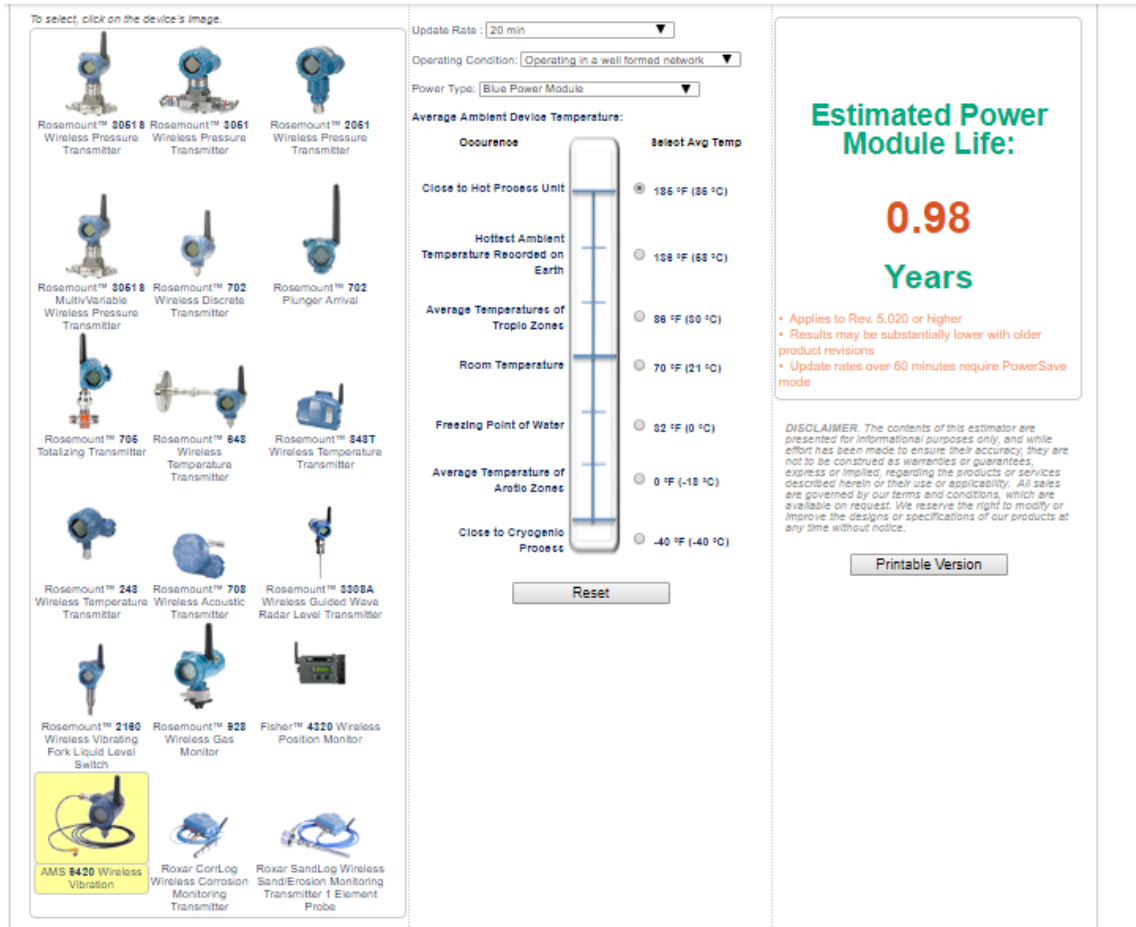 To select, click on the device's image.
Rosemount™ 3051S
Wireless Pressure
Transmitter
Rosemount™ 3051
Wireless Pressure
Transmitter
Rosemount™ 2051
Wireless Pressure
Transmitter
Rosemount™ 3051S
MultivVariable
Wireless Pressure
Transmitter
Rosemount™ 702
Wireless Discrete
Transmitter
Rosemount™ 702
Plunger Arrival
Rosemount™ 705
Totalizing Transmitter
Rosemount™ 648
Wireless
Temperature
Transmitter
Rosemount™ 848T
Wireless Temperature
Transmitter
Rosemount™ 248
Wireless Temperature
Transmitter
Rosemount™ 708
Wireless Acoustic
Transmitter
Rosemount™ 3308A
Wireless Guided Wave
Radar Level Transmitter
Rosemount™ 2160
Wireless Vibrating
Fork Liquid Level
Switch
Rosemount™ 928
Wireless Gas
Monitor
Fisher™ 4320 Wireless
Position Monitor
AMS 9420 Wireless
Vibration
Roxar CorrLog
Wireless Corrosion
Monitoring
Transmitter
Roxar SandLog Wireless
Sand/Erosion Monitoring
Transmitter 1 Element
Probe
Update Rate : 20 min
Operating Condition: Operating in a well formed network
Power Type: Blue Power Module
Average Ambient Device Temperature:
Occurence Select Avg Temp
Close to Hot Process Unit 185 °F (85 °C)
Hottest Ambient
Temperature Recorded on
Earth
136 °F (58 °C)
Average Temperatures of
Tropic Zones
86 °F (30 °C)
Room Temperature 70 °F (21 °C)
Freezing Point of Water 32 °F (0 °C)
Average Temperature of
Arctic Zones
0 °F (-18 °C)
Close to Cryogenic
Process
-40 °F (-40 °C)
Reset
Estimated Power
Module Life:
0.98
Years
• Applies to Rev. 5.020 or higher
• Results may be substantially lower with older
product revisions
• Update rates over 60 minutes require PowerSave
mode
DISCLAIMER. The contents of this estimator are
presented for informational purposes only, and while
effort has been made to ensure their accuracy, they are
not to be construed as warranties or guarantees,
express or implied, regarding the products or services
described herein or their use or applicability. All sales
are governed by our terms and conditions, which are
available on request. We reserve the right to modify or
improve the designs or specifications of our products at
any time without notice.
Printable Version